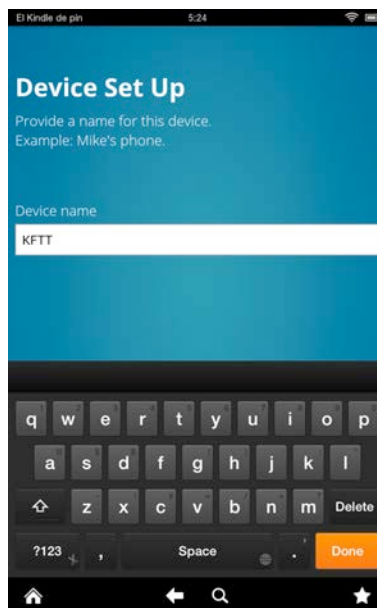 El Kindle de pin 5:24
Device Set Up
Provide a name for this device.
Example: Mike's phone.
Device name
KFTT
q w e r t y u i o p
a s d f g h j k l
z x c v b n m Delete
?123 , Space . Done